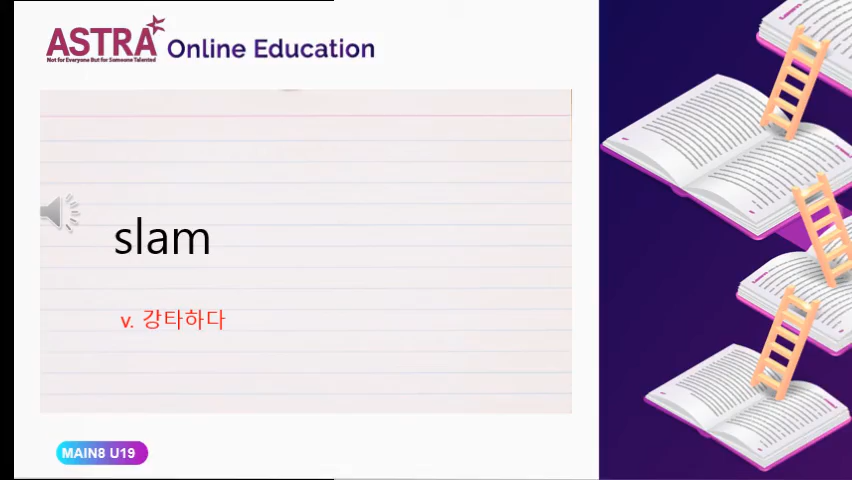 ASTRA Online Education
Not for Everyone But for Someone Talented
slam
v. 강타하다
MAIN8 U19